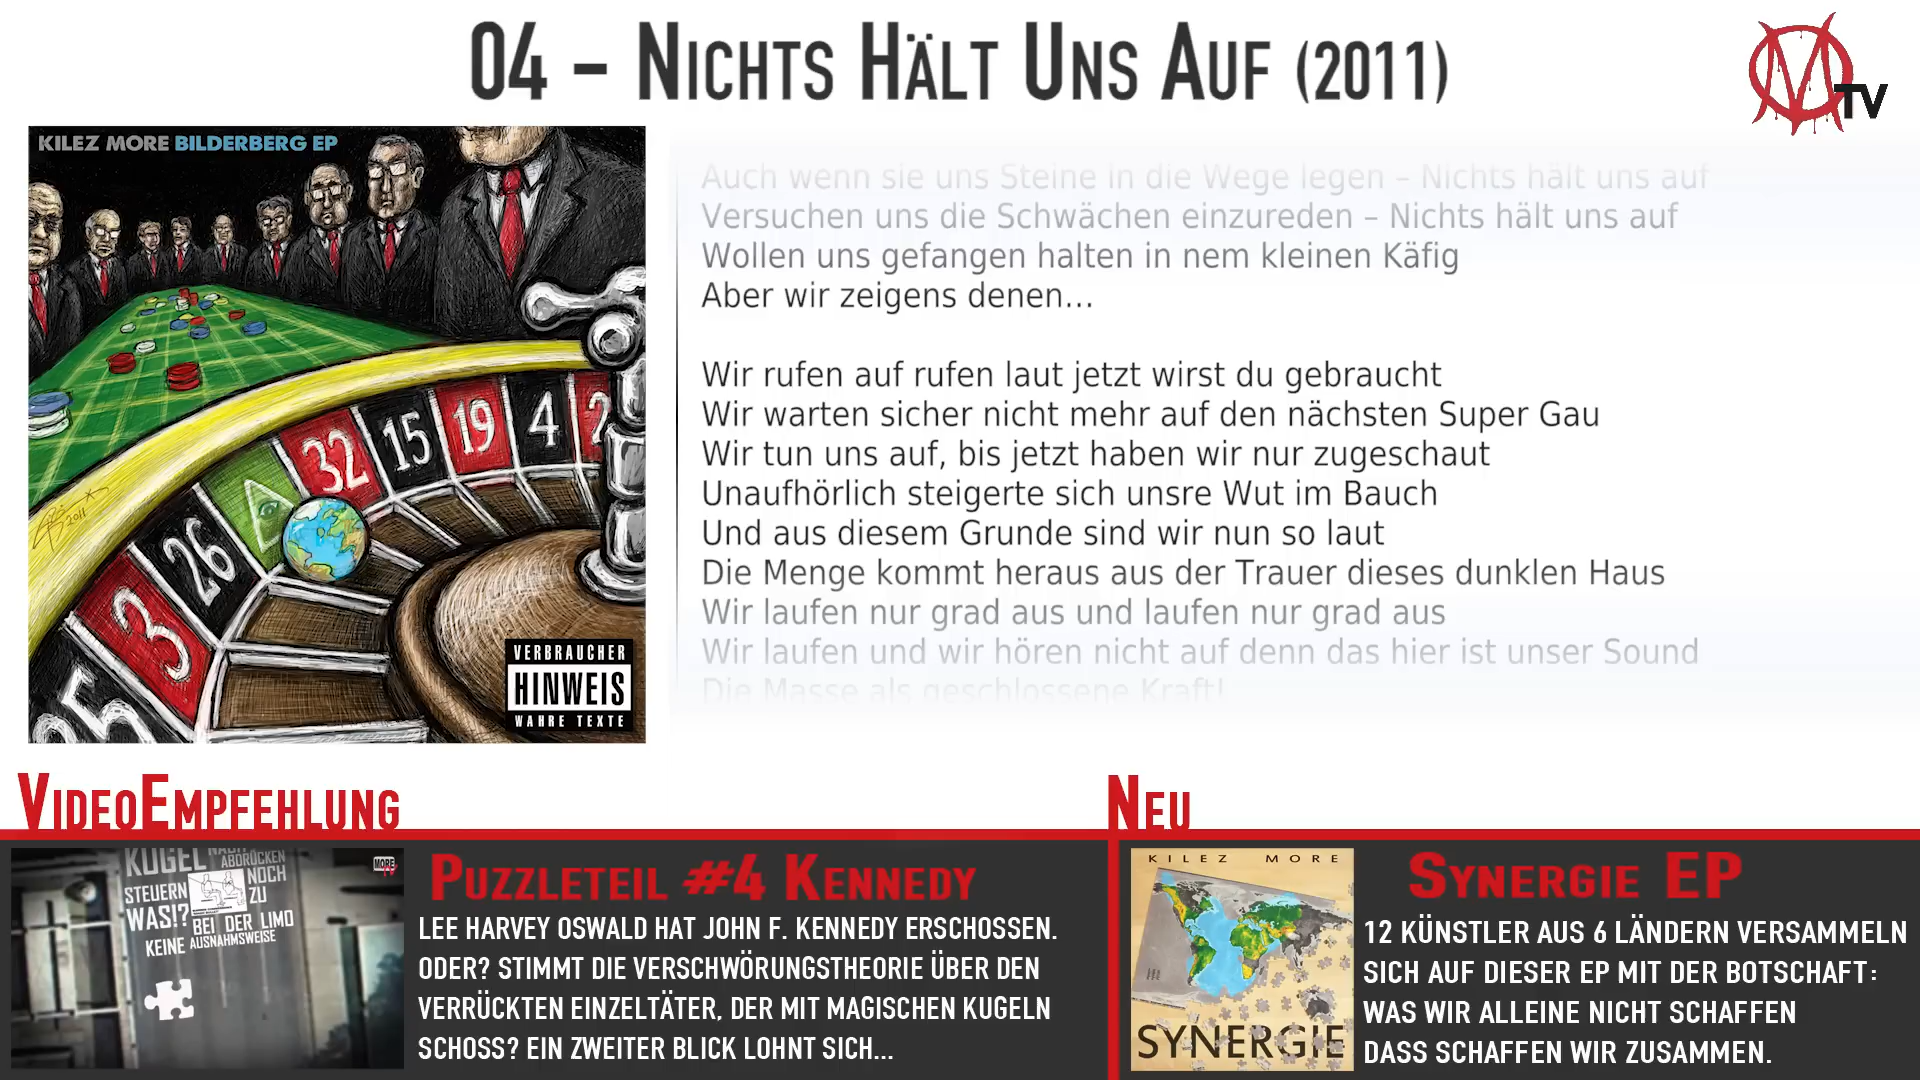 04 – Nichts Hält Uns Auf (2011)
TV
KILEZ MORE BILDERBERG EP
32 15 19 4 2
26
3
35
2011
VERBRAUCHER
HINWEIS
WAHRE TEXTE
Auch wenn sie uns Steine in die Wege legen – Nichts hält uns auf
Versuchen uns die Schwächen einzureden – Nichts hält uns auf
Wollen uns gefangen halten in nem kleinen Käfig
Aber wir zeigens denen...
Wir rufen auf rufen laut jetzt wirst du gebraucht
Wir warten sicher nicht mehr auf den nächsten Super Gau
Wir tun uns auf, bis jetzt haben wir nur zugeschaut
Unaufhörlich steigerte sich unsre Wut im Bauch
Und aus diesem Grunde sind wir nun so laut
Die Menge kommt heraus aus der Trauer dieses dunklen Haus
Wir laufen nur grad aus und laufen nur grad aus
Wir laufen und wir hören nicht auf denn das hier ist unser Sound
Die Masse als geschlossene Kraft!
VideoEmpfehlung
KUGEL NACH ABDRÜCKEN
STEUERN NOCH
WAS!? ZU
BEI DER LIMO
KEINE AUSNAHMSWEISE
MORE TV
Puzzleteil #4 Kennedy
LEE HARVEY OSWALD HAT JOHN F. KENNEDY ERSCHOSSEN.
ODER? STIMMT DIE VERSCHWÖRUNGSTHEORIE ÜBER DEN
VERRÜCKTEN EINZELTÄTER, DER MIT MAGISCHEN KUGELN
SCHOSS? EIN ZWEITER BLICK LOHNT SICH...
Neu
KILEZ MORE
SYNERGIE
Synergie EP
12 KÜNSTLER AUS 6 LÄNDERN VERSAMMELN
SICH AUF DIESER EP MIT DER BOTSCHAFT:
WAS WIR ALLEINE NICHT SCHAFFEN
DASS SCHAFFEN WIR ZUSAMMEN.